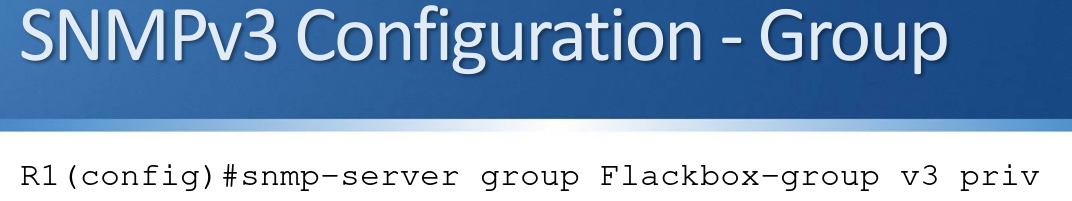 SNMPv3 Configuration - Group
R1(config)#snmp-server group Flackbox-group v3 priv